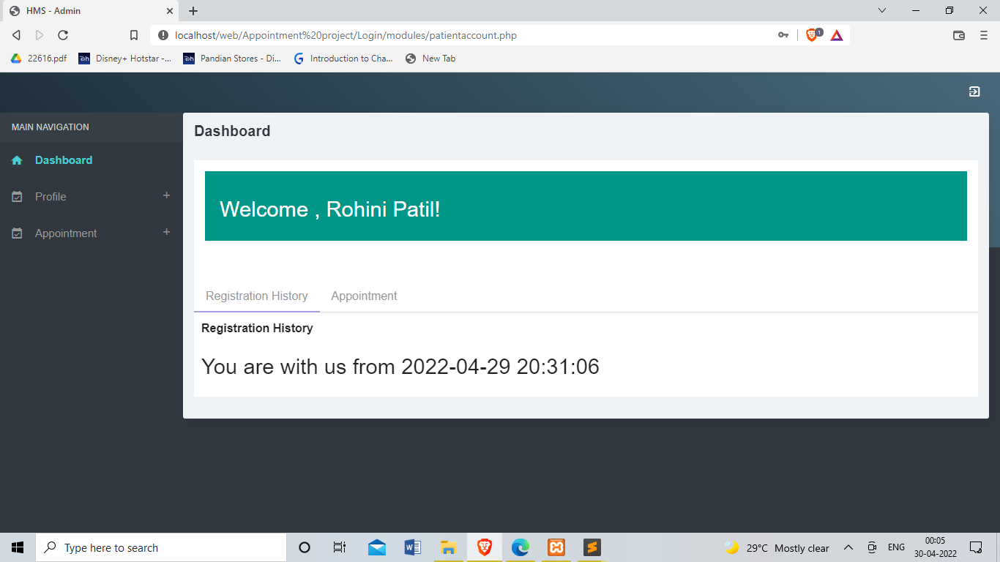 HMS - Admin
localhost/web/Appointment%20project/Login/modules/patientaccount.php
1
22616.pdf
Disney+ Hotstar -...
Pandian Stores - Di...
Introduction to Cha...
New Tab
MAIN NAVIGATION
Dashboard
Profile +
Appointment +
Dashboard
Welcome , Rohini Patil!
Registration History Appointment
Registration History
You are with us from 2022-04-29 20:31:06
Type here to search
29°C Mostly clear
ENG
00:05
30-04-2022